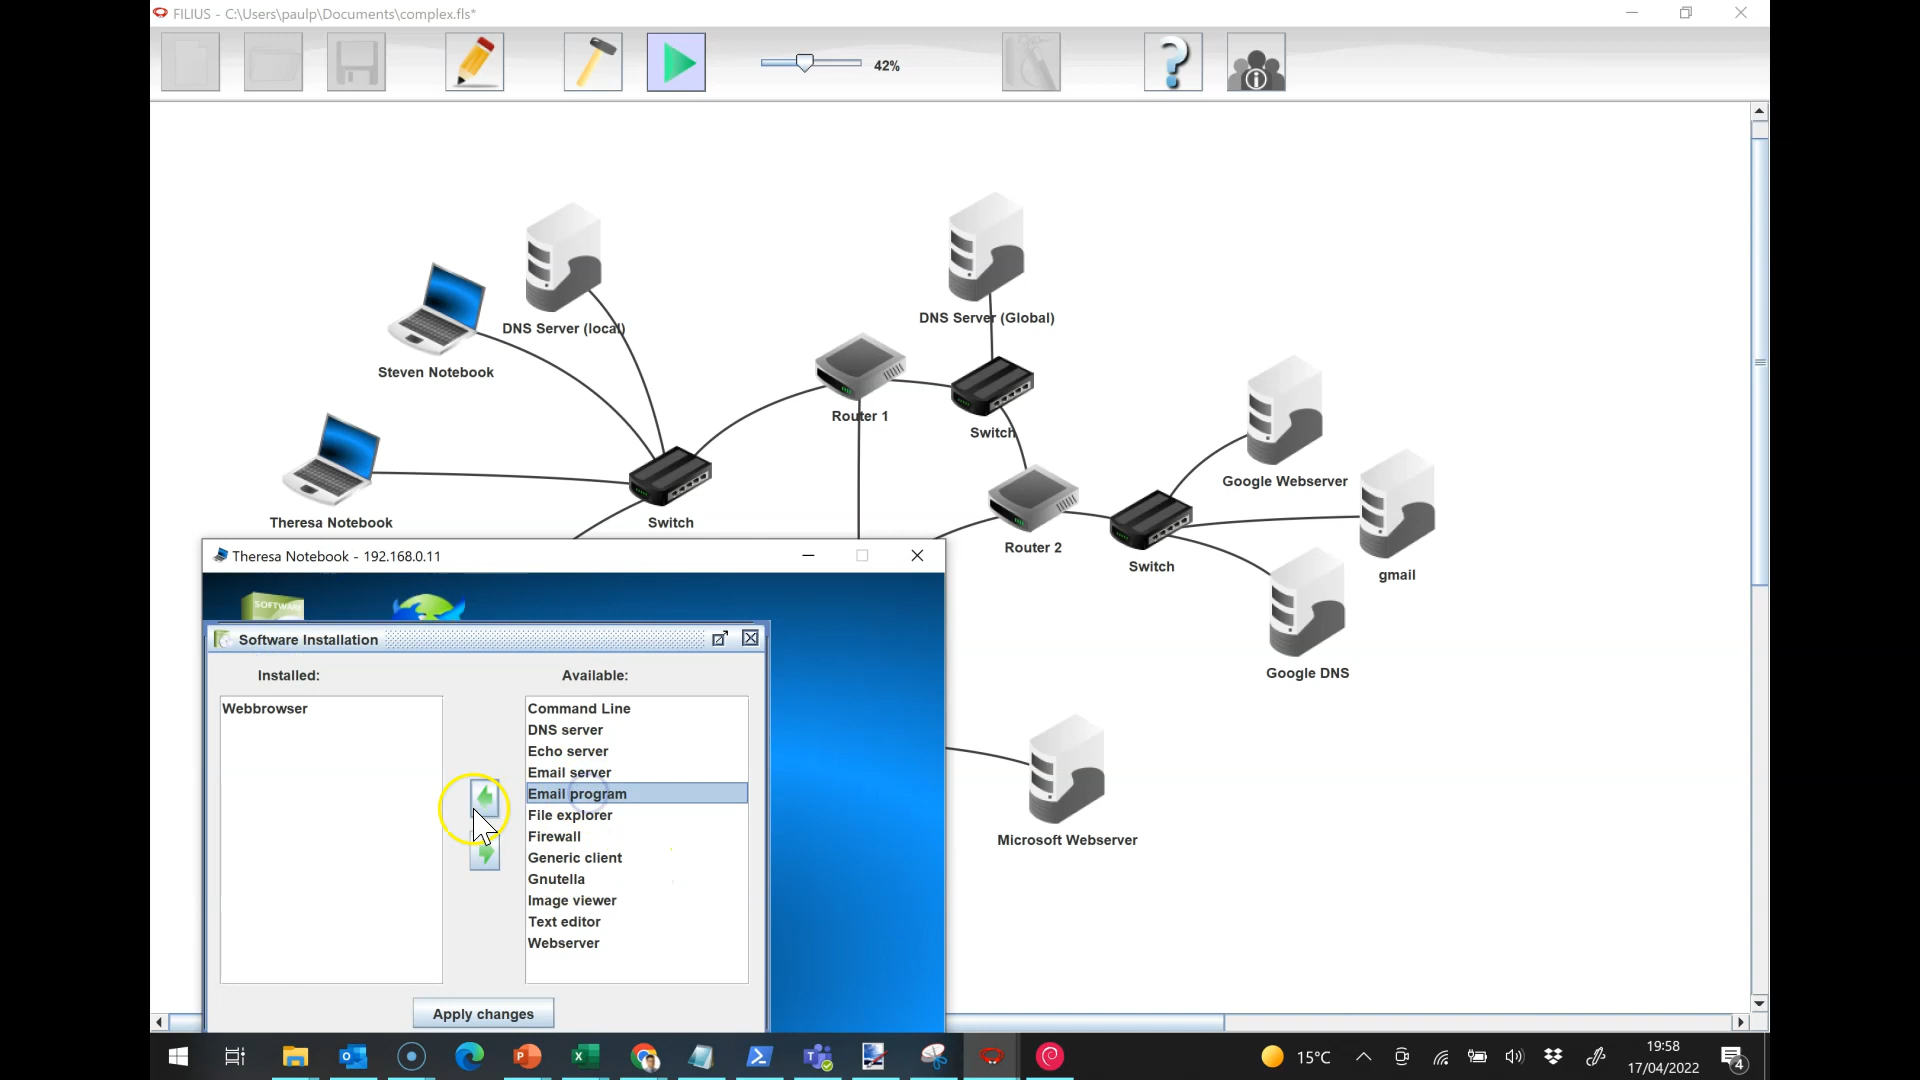 FILIUS - C:\Users\paulp\Documents\complex.fls*
42%
DNS Server (local)
DNS Server (Global)
Steven Notebook
Router 1
Switch
Google Webserver
Theresa Notebook
Switch
Router 2
Switch
gmail
Google DNS
Microsoft Webserver
Theresa Notebook - 192.168.0.11
SOFTWARE
Software Installation
Installed:
Available:
Webbrowser
Command Line
DNS server
Echo server
Email server
Email program
File explorer
Firewall
Generic client
Gnutella
Image viewer
Text editor
Webserver
Apply changes
15°C
19:58
17/04/2022
4